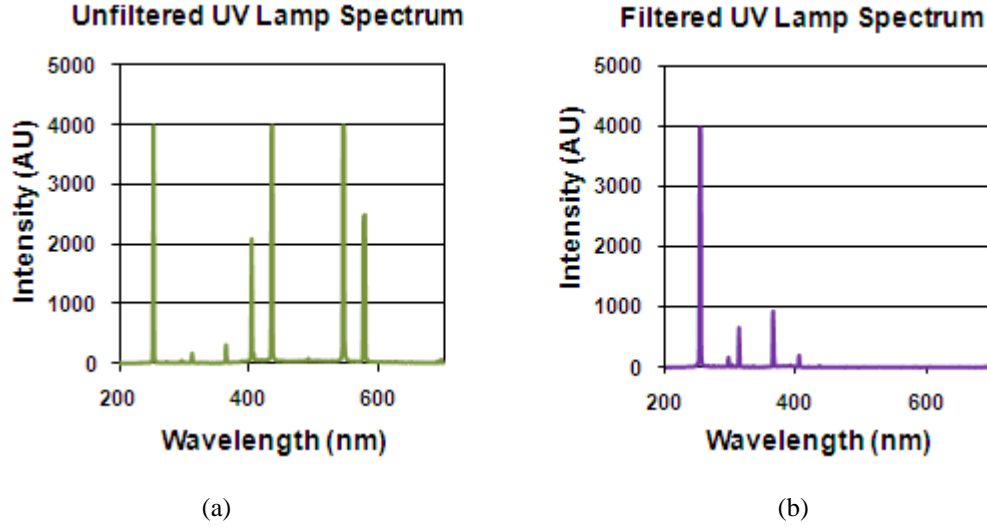 Unfiltered UV Lamp Spectrum
5000
4000
3000
2000
1000
0
Intensity (AU)
200 400 600
Wavelength (nm)
(a)
Filtered UV Lamp Spectrum
5000
4000
3000
2000
1000
0
Intensity (AU)
200 400 600
Wavelength (nm)
(b)